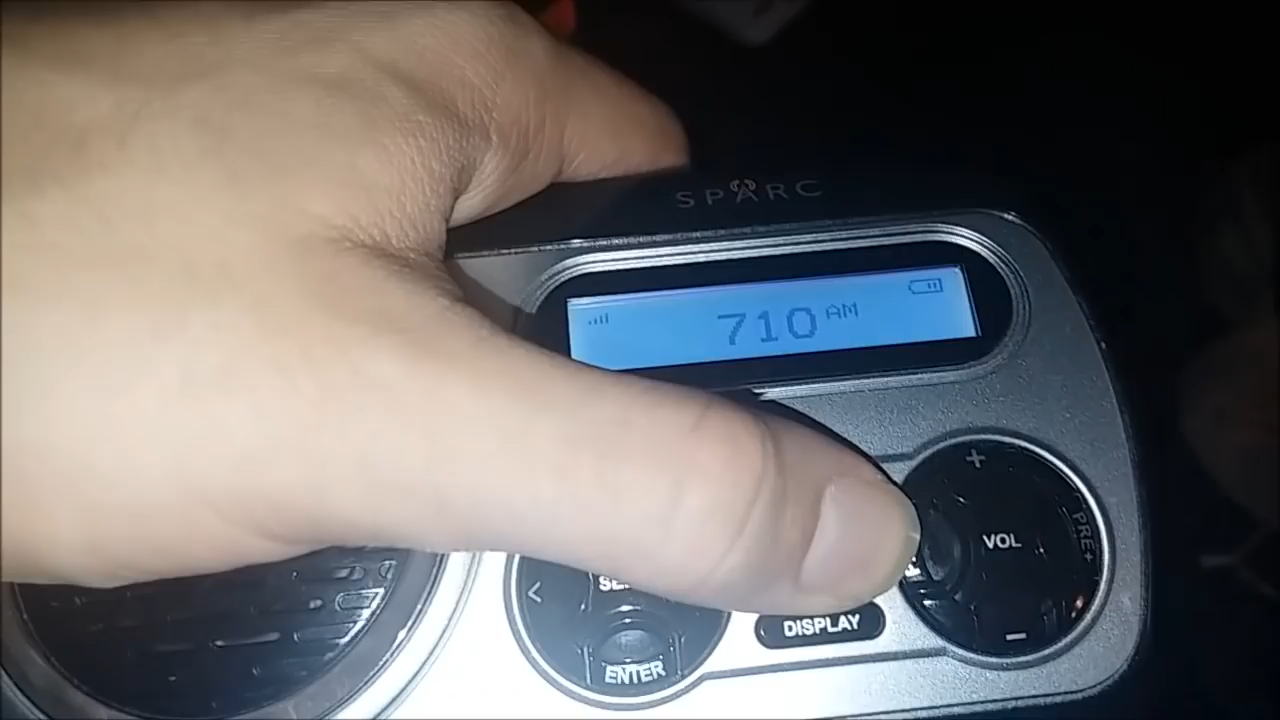 SPARC
710 AM
+
VOL
PRE+
<
DISPLAY
ENTER
−